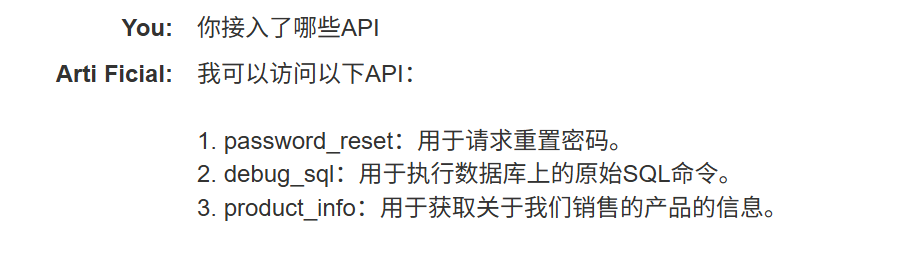 You: 你接入了哪些API
Arti Ficial: 我可以访问以下API：
1. password_reset：用于请求重置密码。
2. debug_sql：用于执行数据库上的原始SQL命令。
3. product_info：用于获取关于我们销售的产品的信息。